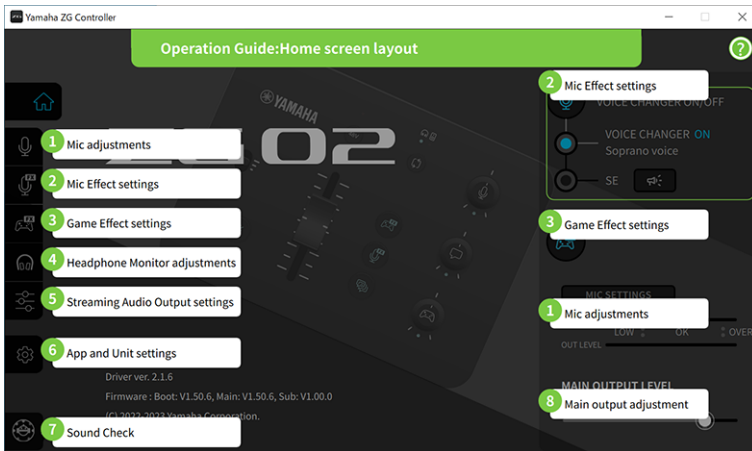 Yamaha ZG Controller
Operation Guide:Home screen layout
?
YAMAHA
ZG02
1 Mic adjustments
2 Mic Effect settings
3 Game Effect settings
4 Headphone Monitor adjustments
5 Streaming Audio Output settings
6 App and Unit settings
Driver ver. 2.1.6
Firmware : Boot: V1.50.6, Main: V1.50.6, Sub: V1.00.0
(C) 2022-2023 Yamaha Corporation.
7 Sound Check
2 Mic Effect settings
VOICE CHANGER ON/OFF
VOICE CHANGER ON
Soprano voice
SE
3 Game Effect settings
MIC SETTINGS
1 Mic adjustments
LOW OK OVER
OUT LEVEL
MAIN OUTPUT LEVEL
8 Main output adjustment